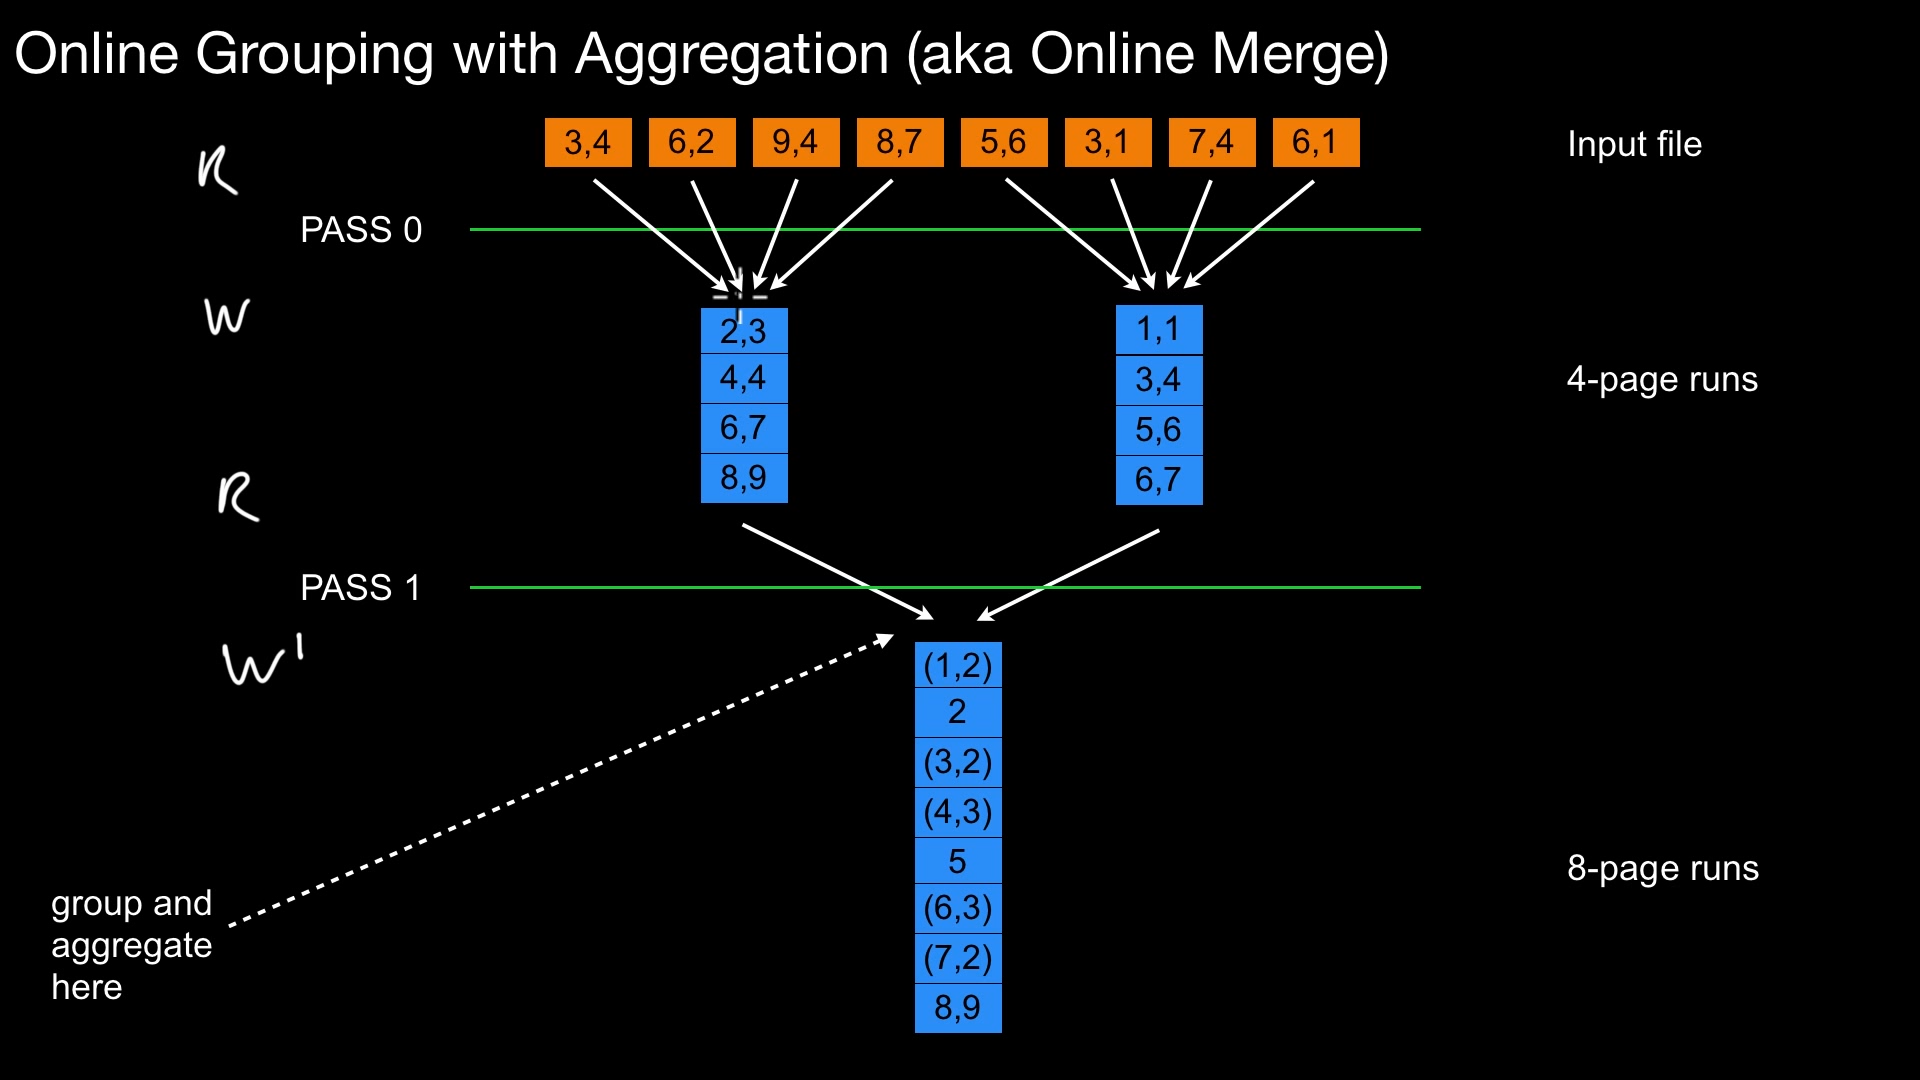 Online Grouping with Aggregation (aka Online Merge)
3,4 6,2 9,4 8,7 5,6 3,1 7,4 6,1 Input file
R
PASS 0
W
2,3 1,1
4,4 3,4 4-page runs
6,7 5,6
8,9 6,7
R
PASS 1
W'
(1,2)
2
(3,2)
(4,3)
5
8-page runs
(6,3)
(7,2)
8,9
group and
aggregate
here